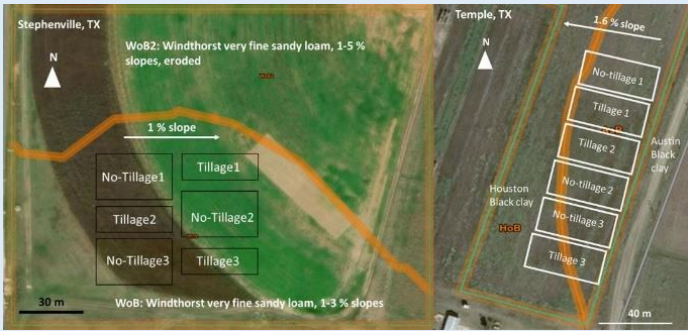 Stephenville, TX
WoB2: Windthorst very fine sandy loam, 1-5 %
slopes, eroded
N
WoB2
1 % slope
No-Tillage1
Tillage1
Tillage2
No-Tillage2
No-Tillage3
Tillage3
WoB: Windthorst very fine sandy loam, 1-3 % slopes
30 m
Temple, TX
1.6 % slope
N
No-tillage 1
Tillage 1
Tillage 2
No-tillage 2
No-tillage 3
Tillage 3
Austin
Black
clay
Houston
Black clay
HoB
40 m